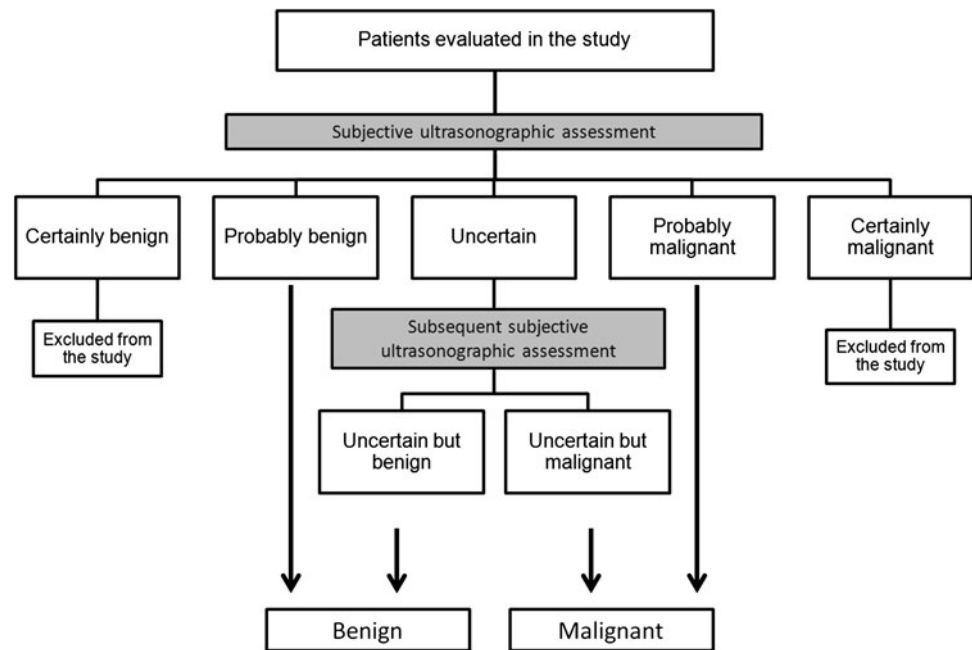 Patients evaluated in the study
Subjective ultrasonographic assessment
Certainly benign
Probably benign
Uncertain
Probably
malignant
Certainly
malignant
Excluded from
the study
Subsequent subjective
ultrasonographic assessment
Excluded from
the study
Uncertain but
benign
Uncertain but
malignant
Benign
Malignant